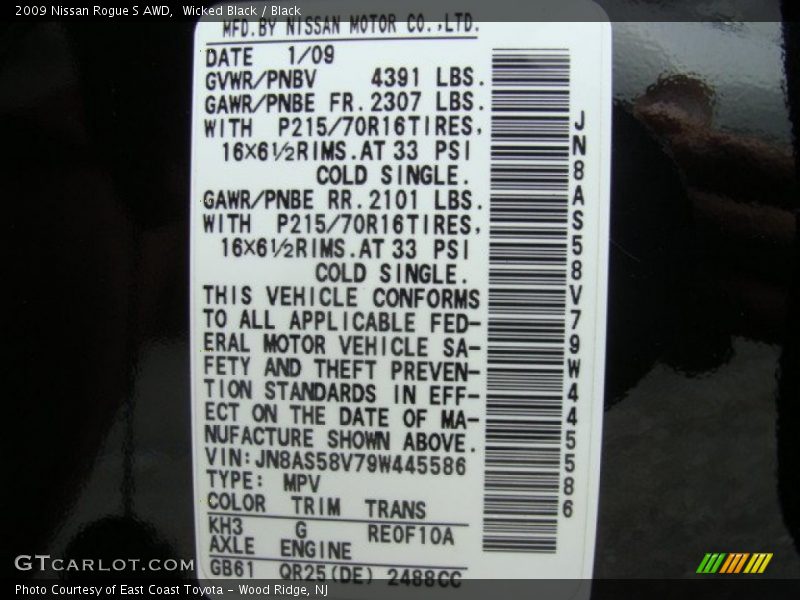 2009 Nissan Rogue S AWD,  Wicked Black / Black
MFD.BY NISSAN MOTOR CO.,LTD.
DATE 1/09
GVWR/PNBV 4391 LBS.
GAWR/PNBE FR.2307 LBS.
WITH P215/70R16TIRES,
16X6½RIMS.AT 33 PSI
COLD SINGLE.
GAWR/PNBE RR.2101 LBS.
WITH P215/70R16TIRES,
16X6½RIMS.AT 33 PSI
COLD SINGLE.
THIS VEHICLE CONFORMS
TO ALL APPLICABLE FED-
ERAL MOTOR VEHICLE SA-
FETY AND THEFT PREVEN-
TION STANDARDS IN EFF-
ECT ON THE DATE OF MA-
NUFACTURE SHOWN ABOVE.
VIN:JN8AS58V79W445586
TYPE: MPV
COLOR TRIM TRANS
KH3 G RE0F10A
AXLE ENGINE
GB61 QR25(DE) 2488CC
JN8AS58V79W445586
GTCARLOT.COM
Photo Courtesy of East Coast Toyota – Wood Ridge, NJ